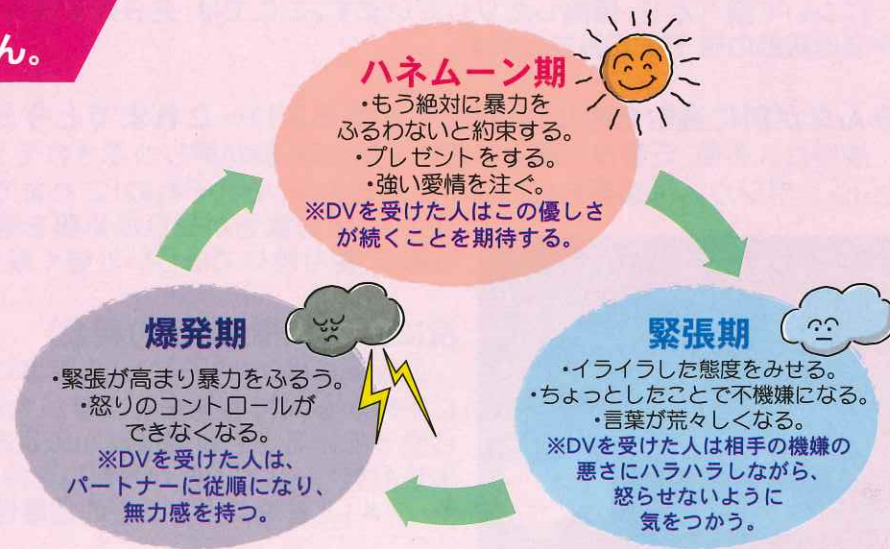 ん。
ハネムーン期
・もう絶対に暴力を
ふるわないと約束する。
・プレゼントをする。
・強い愛情を注ぐ。
※DVを受けた人はこの優しさ
が続くことを期待する。
緊張期
・イライラした態度をみせる。
・ちょっとしたことで不機嫌になる。
・言葉が荒々しくなる。
※DVを受けた人は相手の機嫌の
悪さにハラハラしながら、
怒らせないように
気をつかう。
爆発期
・緊張が高まり暴力をふるう。
・怒りのコントロールが
できなくなる。
※DVを受けた人は、
パートナーに従順になり、
無力感を持つ。